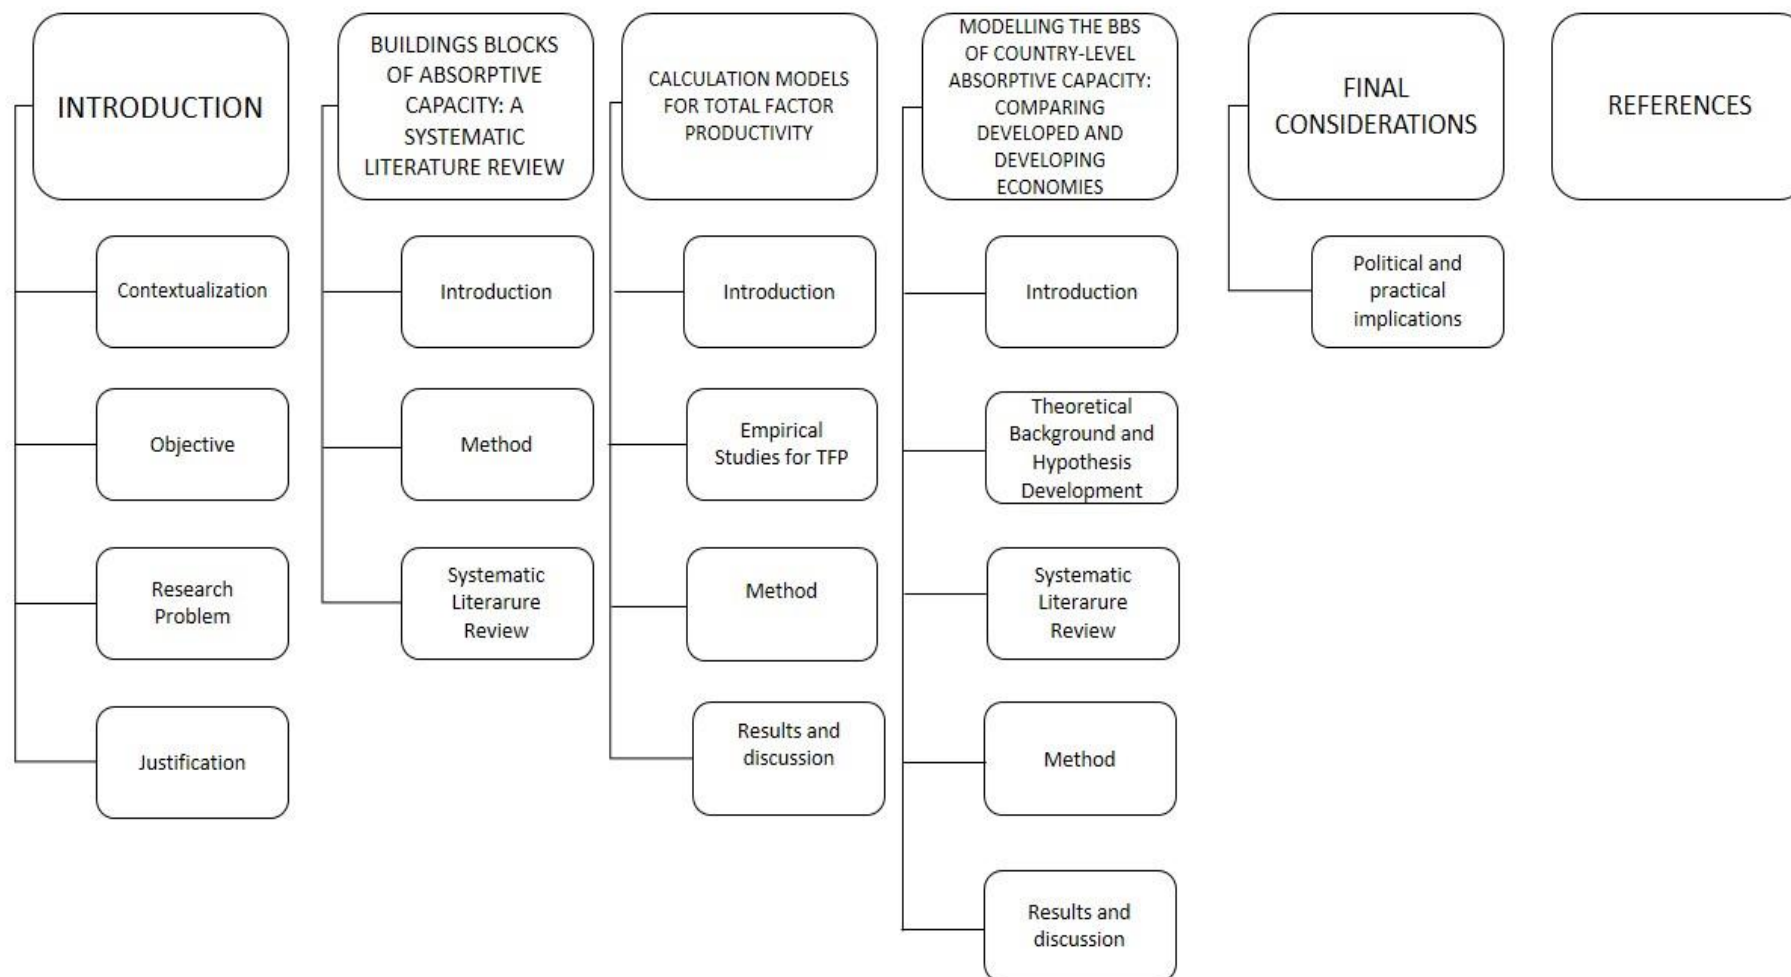 INTRODUCTION
Contextualization
Objective
Research
Problem
Justification
BUILDINGS BLOCKS
OF ABSORPTIVE
CAPACITY: A
SYSTEMATIC
LITERATURE REVIEW
Introduction
Method
Systematic
Literarure
Review
CALCULATION MODELS
FOR TOTAL FACTOR
PRODUCTIVITY
Introduction
Empirical
Studies for TFP
Method
Results and
discussion
MODELLING THE BBS
OF COUNTRY-LEVEL
ABSORPTIVE CAPACITY:
COMPARING
DEVELOPED AND
DEVELOPING
ECONOMIES
Introduction
Theoretical
Background and
Hypothesis
Development
Systematic
Literarure
Review
Method
Results and
discussion
FINAL
CONSIDERATIONS
Political and
practical
implications
REFERENCES